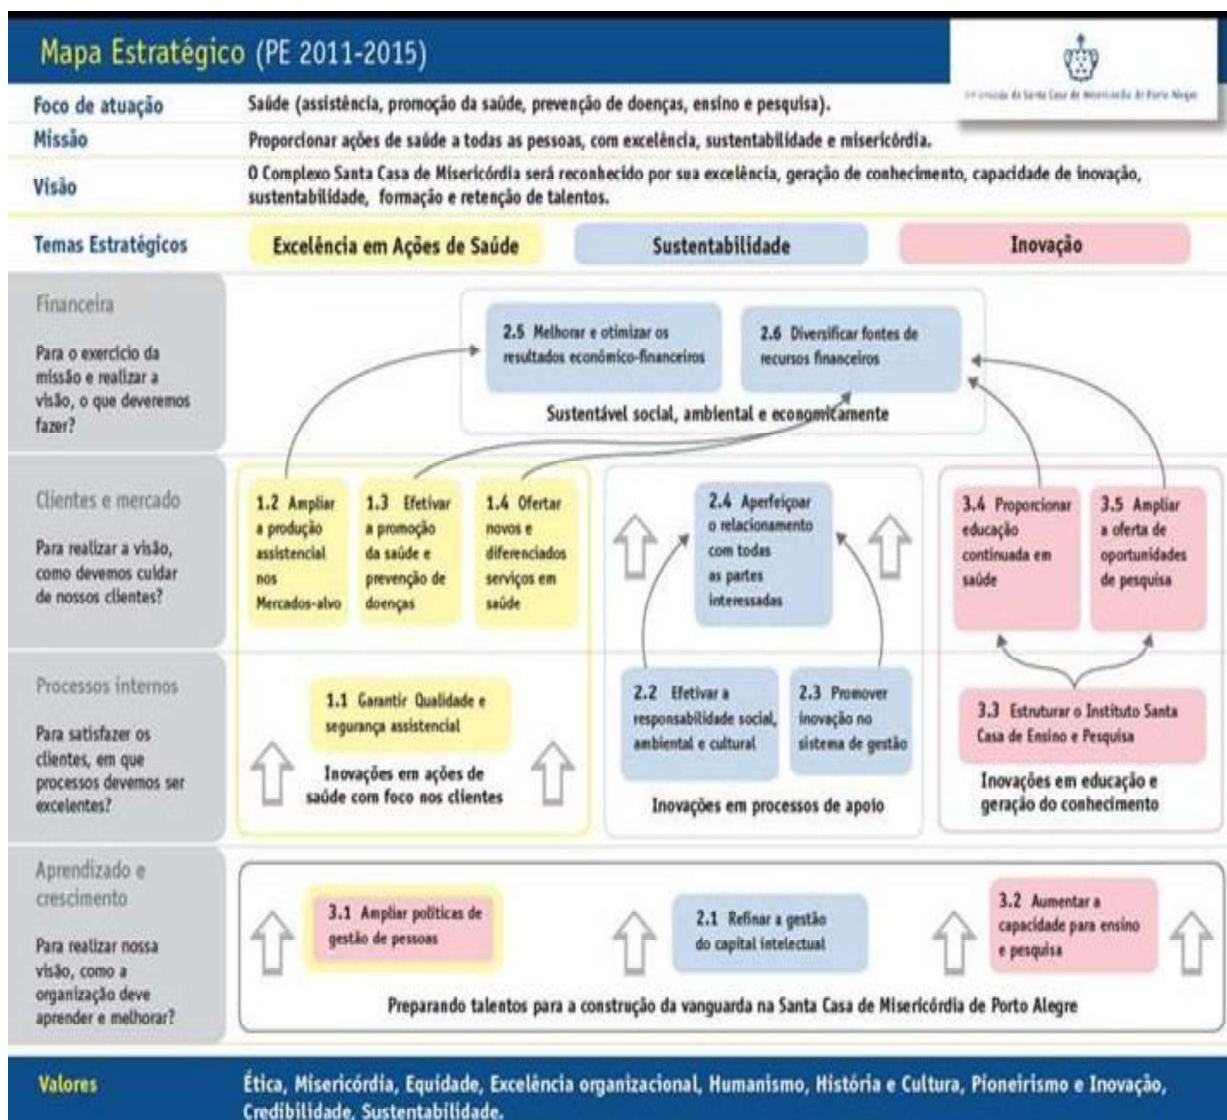 Mapa Estratégico (PE 2011-2015)
Irmandade da Santa Casa de Misericórdia de Porto Alegre
Foco de atuação
Saúde (assistência, promoção da saúde, prevenção de doenças, ensino e pesquisa).
Missão
Proporcionar ações de saúde a todas as pessoas, com excelência, sustentabilidade e misericórdia.
Visão
O Complexo Santa Casa de Misericórdia será reconhecido por sua excelência, geração de conhecimento, capacidade de inovação,
sustentabilidade, formação e retenção de talentos.
Temas Estratégicos
Excelência em Ações de Saúde
Sustentabilidade
Inovação
Financeira
Para o exercício da
missão e realizar a
visão, o que deveremos
fazer?
2.5 Melhorar e otimizar os
resultados econômico-financeiros
2.6 Diversificar fontes de
recursos financeiros
Sustentável social, ambiental e economicamente
Clientes e mercado
Para realizar a visão,
como devemos cuidar
de nossos clientes?
1.2 Ampliar
a produção
assistencial
nos
Mercados-alvo
1.3 Efetivar
a promoção
da saúde e
prevenção de
doenças
1.4 Ofertar
novos e
diferenciados
serviços em
saúde
2.4 Aperfeiçoar
o relacionamento
com todas
as partes
interessadas
3.4 Proporcionar
educação
continuada em
saúde
3.5 Ampliar
a oferta de
oportunidades
de pesquisa
Processos internos
Para satisfazer os
clientes, em que
processos devemos ser
excelentes?
1.1 Garantir Qualidade e
segurança assistencial
Inovações em ações de
saúde com foco nos clientes
2.2 Efetivar a
responsabilidade social,
ambiental e cultural
2.3 Promover
inovação no
sistema de gestão
Inovações em processos de apoio
3.3 Estruturar o Instituto Santa
Casa de Ensino e Pesquisa
Inovações em educação e
geração do conhecimento
Aprendizado e
crescimento
Para realizar nossa
visão, como a
organização deve
aprender e melhorar?
3.1 Ampliar políticas de
gestão de pessoas
2.1 Refinar a gestão
do capital intelectual
3.2 Aumentar a
capacidade para ensino
e pesquisa
Preparando talentos para a construção da vanguarda na Santa Casa de Misericórdia de Porto Alegre
Valores
Ética, Misericórdia, Equidade, Excelência organizacional, Humanismo, História e Cultura, Pioneirismo e Inovação,
Credibilidade, Sustentabilidade.